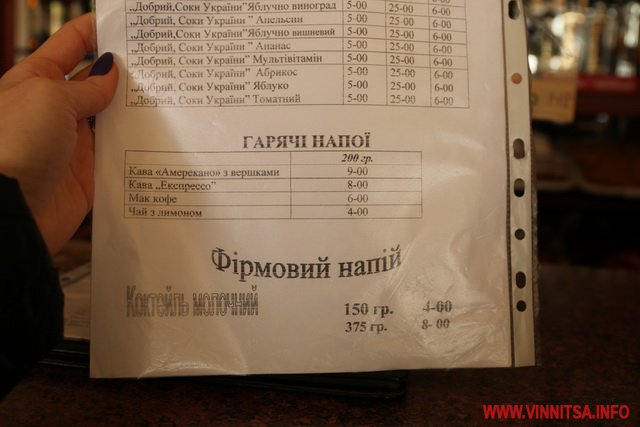 „Добрий,Соки України”Яблучно виноград 5-00 25-00 6-00
„Добрий,Соки України” Апельсин 5-00 25-00 6-00
„Добрий,Соки України”Яблучно вишневий 5-00 25-00 6-00
„Добрий, Соки України ” Ананас 5-00 25-00 6-00
„Добрий, Соки України” Мультівітамін 5-00 25-00 6-00
„Добрий, Соки України” Абрикос 5-00 25-00 6-00
„Добрий, Соки України” Яблуко 5-00 25-00 6-00
„Добрий, Соки України” Томатний 5-00 25-00 6-00
ГАРЯЧІ НАПОЇ
200 гр.
Кава «Амерекано» з вершками 9-00
Кава „Експрессо” 8-00
Мак кофе 6-00
Чай з лимоном 4-00
Фірмовий напій
Коктейль молочний 150 гр. 4-00
375 гр. 8- 00
WWW.VINNITSA.INFO